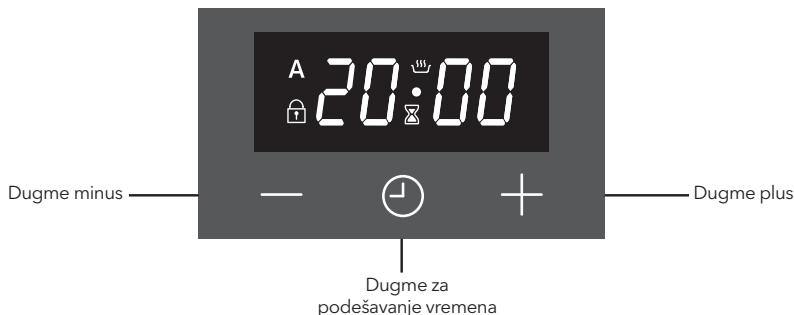 A 20:00
Dugme minus
Dugme plus
Dugme za
podešavanje vremena